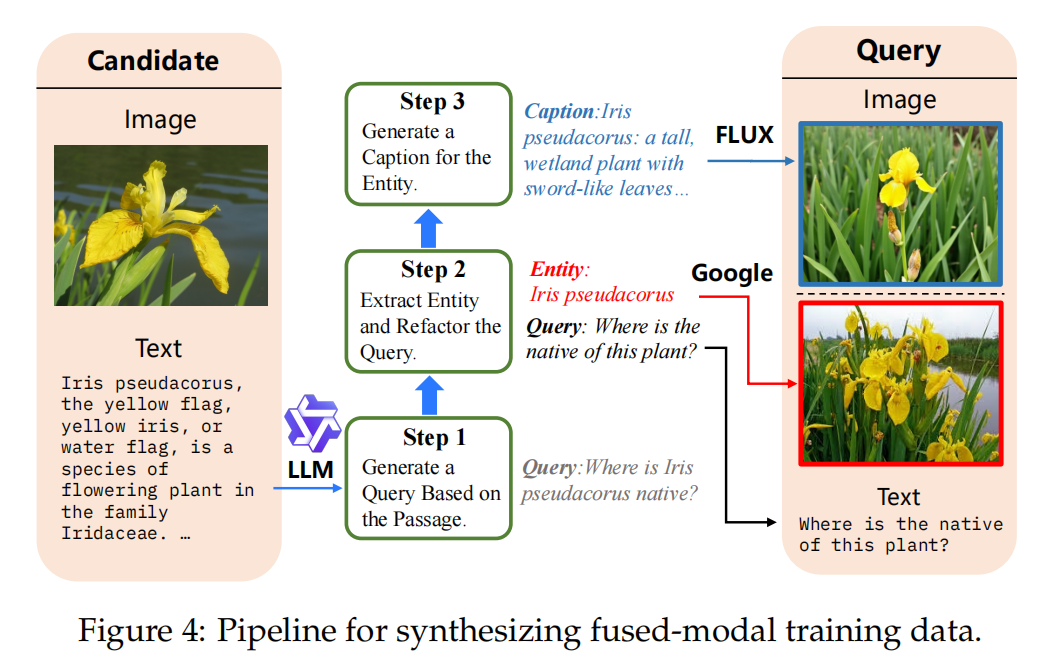 Candidate
Image
Text
Iris pseudacorus,
the yellow flag,
yellow iris, or
water flag, is a
species of
flowering plant in
the family
Iridaceae. …
LLM
Step 3
Generate a
Caption for the
Entity.
Step 2
Extract Entity
and Refactor the
Query.
Step 1
Generate a
Query Based on
the Passage.
Caption:Iris
pseudacorus: a tall,
wetland plant with
sword-like leaves…
FLUX
Entity:
Iris pseudacorus
Google
Query: Where is the
native of this plant?
Query:Where is Iris
pseudacorus native?
Query
Image
Text
Where is the native
of this plant?
Figure 4: Pipeline for synthesizing fused-modal training data.